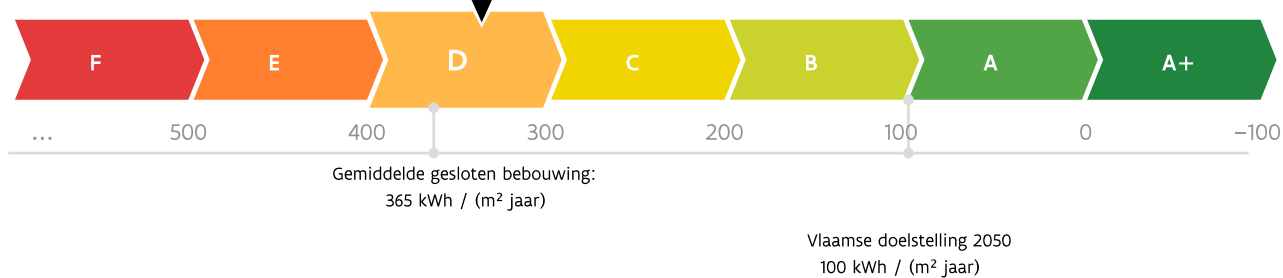 F E D C B A A+
... 500 400 300 200 100 0 −100
Gemiddelde gesloten bebouwing:
365 kWh / (m² jaar)
Vlaamse doelstelling 2050
100 kWh / (m² jaar)